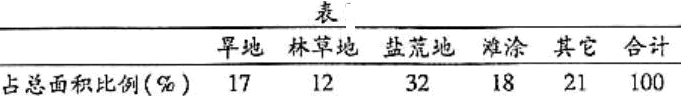 表
旱地 林草地 盐荒地 滩涂 其它 合计
占总面积比例(%) 17 12 32 18 21 100